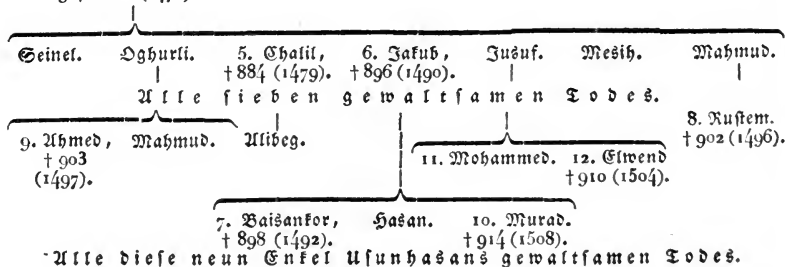 Seinel. Oghurli. 5. Chalil, 6. Jakub, Jusuf. Mesih. Mahmud.
† 884 (1479). † 896 (1490).
Alle sieben gewaltsamen Todes.
8. Rustem.
9. Ahmed, Mahmud. Alibeg. † 902 (1496).
† 903 11. Mohammed. 12. Elwend
(1497). † 910 (1504).
7. Baisankor, Hasan. 10. Murad.
† 898 (1492). † 914 (1508).
Alle diese neun Enkel Usunhasans gewaltsamen Todes.